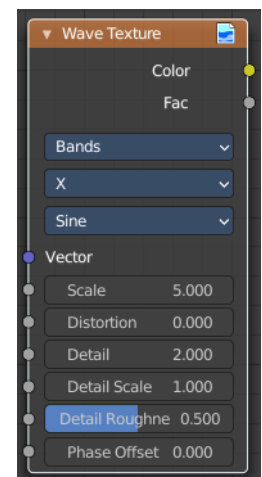 Wave Texture
Color
Fac
Bands
X
Sine
Vector
Scale 5.000
Distortion 0.000
Detail 2.000
Detail Scale 1.000
Detail Roughne 0.500
Phase Offset 0.000